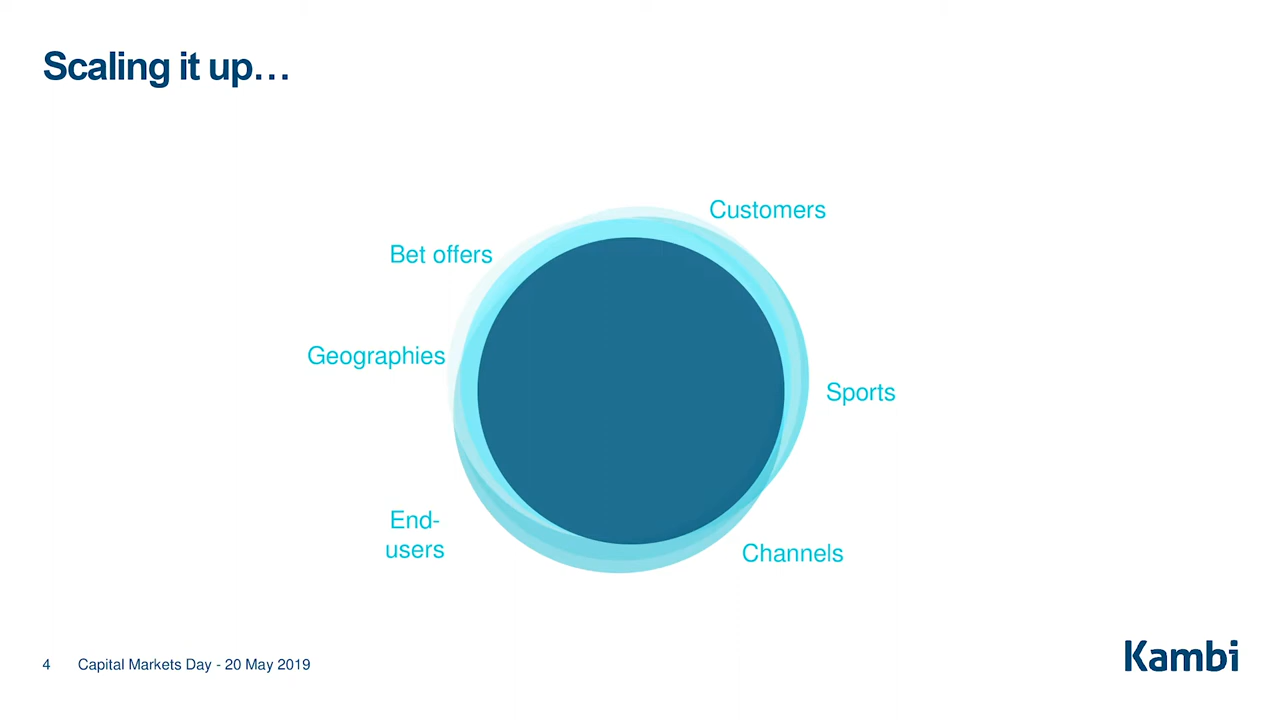 Scaling it up…
Customers
Bet offers
Geographies
Sports
End-
users
Channels
4 Capital Markets Day - 20 May 2019
Kambi